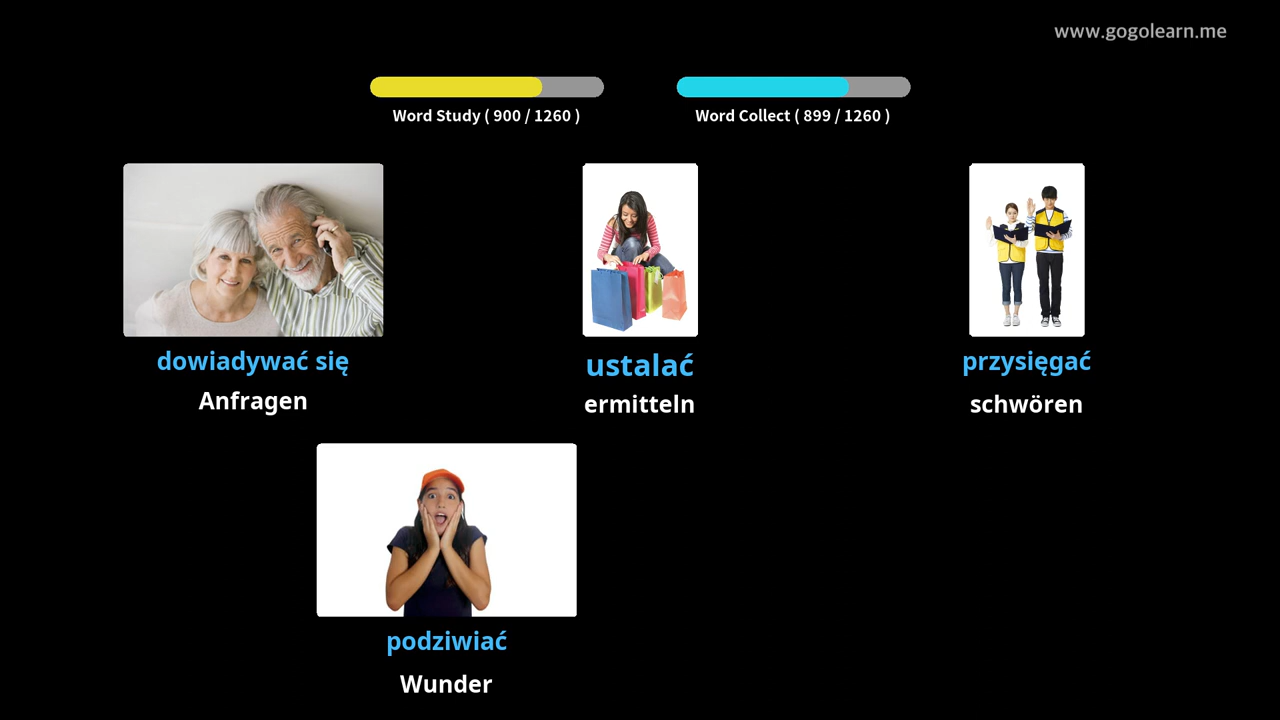 www.gogolearn.me
Word Study ( 900 / 1260 )
Word Collect ( 899 / 1260 )
dowiadywać się
Anfragen
ustalać
ermitteln
przysięgać
schwören
podziwiać
Wunder